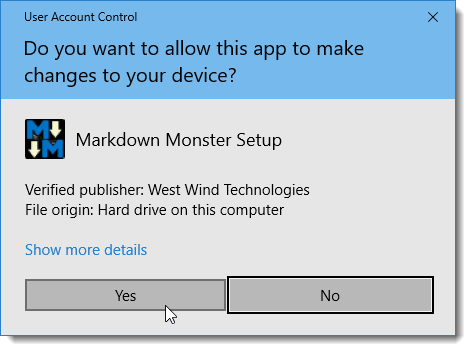 User Account Control
Do you want to allow this app to make
changes to your device?
M
M
Markdown Monster Setup
Verified publisher: West Wind Technologies
File origin: Hard drive on this computer
Show more details
Yes
No